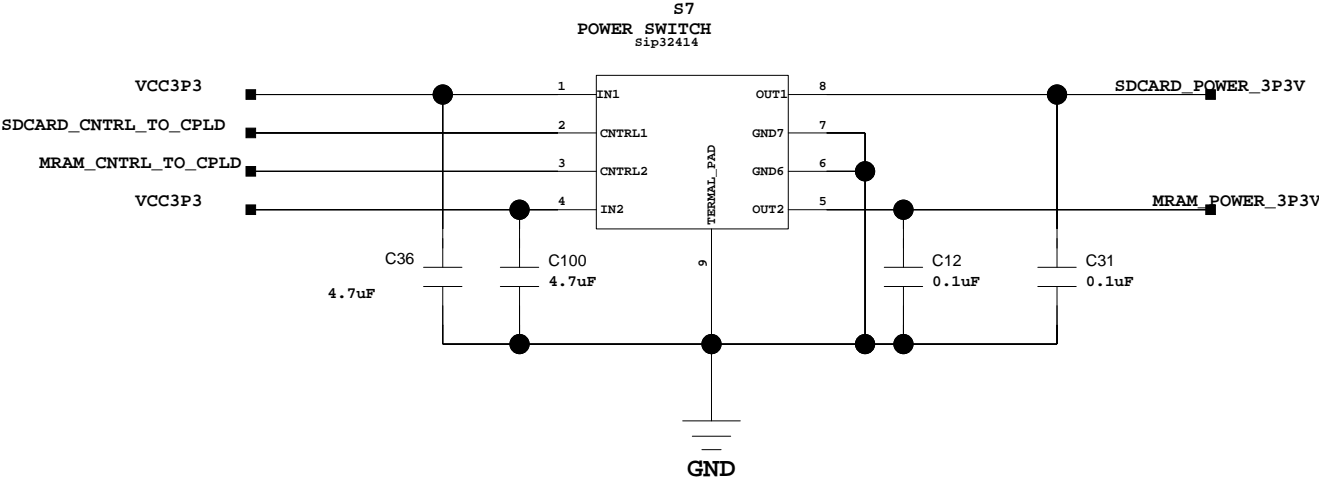 S7
POWER SWITCH
Sip32414
VCC3P3 1 IN1 OUT1 8 SDCARD_POWER_3P3V
SDCARD_CNTRL_TO_CPLD 2 CNTRL1 GND7 7
MRAM_CNTRL_TO_CPLD 3 CNTRL2 GND6 6
VCC3P3 4 IN2 OUT2 5 MRAM_POWER_3P3V
TERMAL_PAD
9
C36
4.7uF
C100
4.7uF
C12
0.1uF
C31
0.1uF
GND